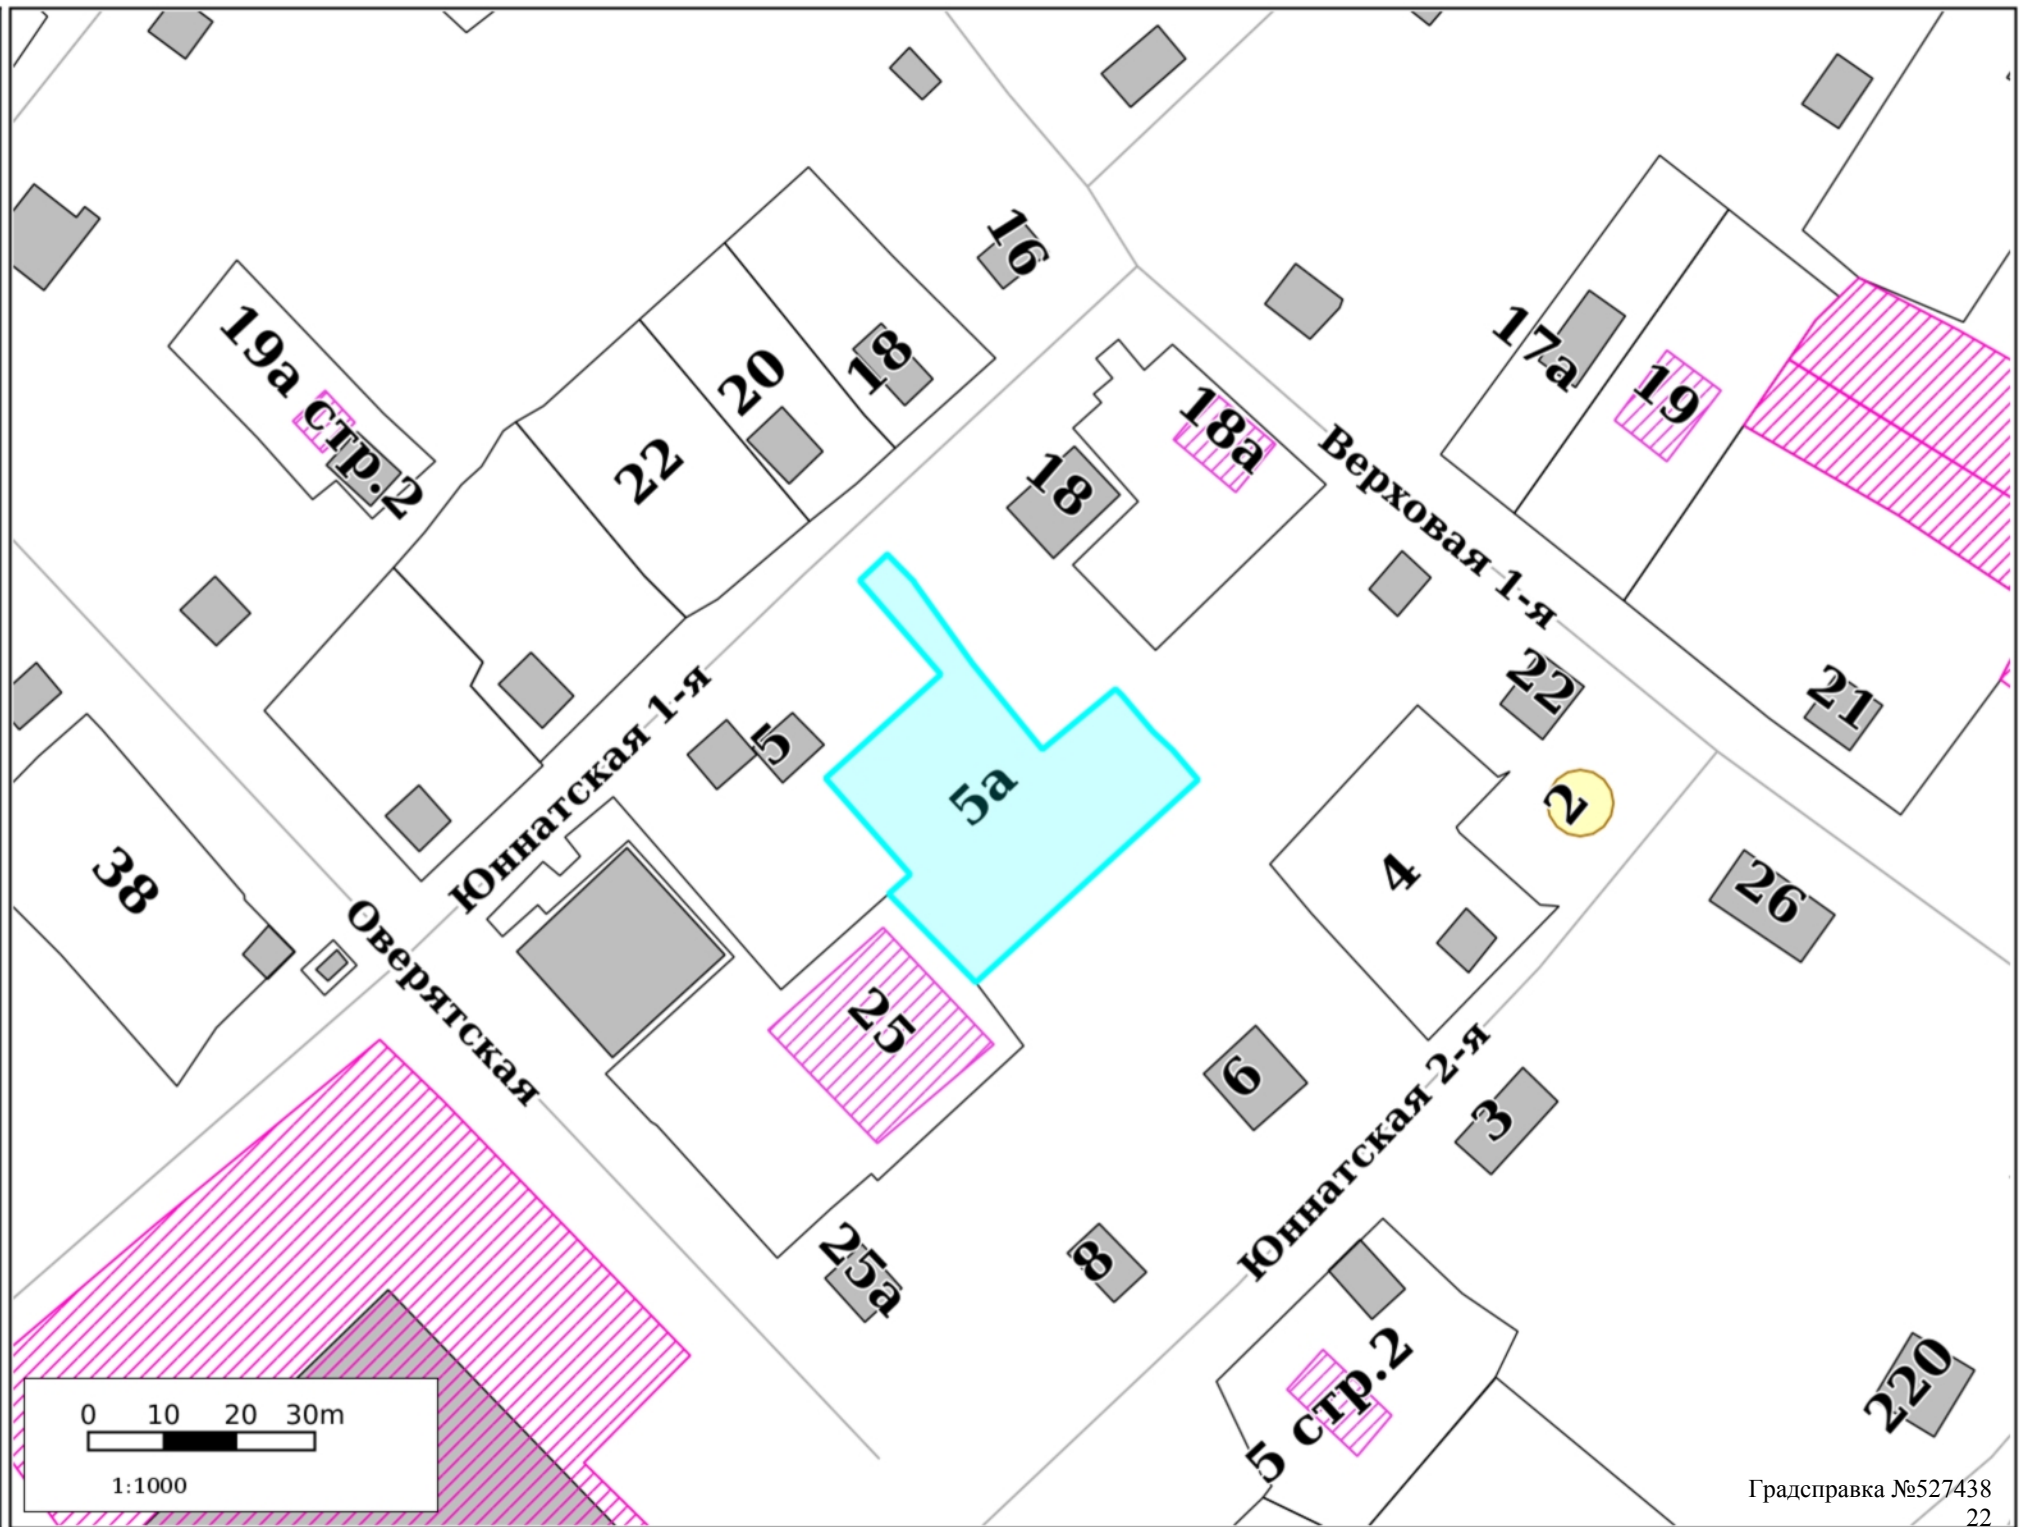 16
19а стр.2
20
18
22
18а
18
17а
19
Верховая 1-я
22
21
Юннатская 1-я
5
5а
2
4
38
26
Оверятская
25
6
3
Юннатская 2-я
25а
8
5 стр.2
220
0 10 20 30m
1:1000
Градсправка №527438
22